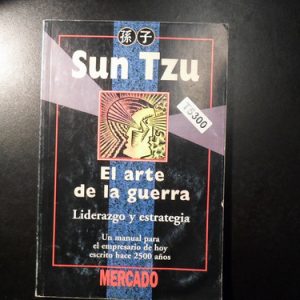 孫 子
Sun Tzu
T5300
El arte
de la guerra
Liderazgo y estrategia
Un manual para
el empresario de hoy
escrito hace 2500 años
MERCADO